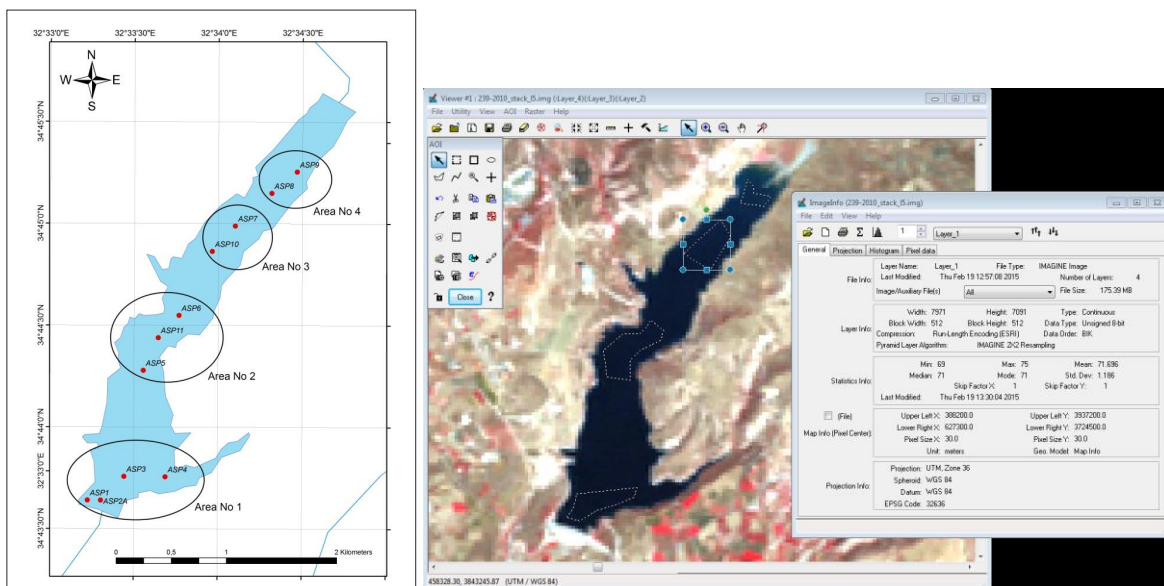 32°33'0"E 32°33'30"E 32°34'0"E 32°34'30"E
N
W E
S
34°45'30"N
34°45'0"N
34°44'30"N
34°44'0"N
32°33'0"E
34°43'30"N
ASP9
ASP8
Area No 4
ASP7
ASP10
Area No 3
ASP6
ASP11
ASP5
Area No 2
ASP3 ASP4
ASP1
ASP2A
Area No 1
0 0,5 1 2 Kilometers
Viewer #1 : 239-2010_stack_t5.img (:Layer_4)(:Layer_3)(:Layer_2)
File Utility View AOI Raster Help
AOI
Close ?
458328.30, 3843245.87 (UTM / WGS 84)
ImageInfo (239-2010_stack_t5.img)
File Edit View Help
1 Layer_1
General Projection Histogram Pixel data
File Info:
Layer Name: Layer_1 File Type: IMAGINE Image
Last Modified: Thu Feb 19 12:57:08 2015 Number of Layers: 4
Image/Auxiliary File(s) All File Size: 175.39 MB
Layer Info:
Width: 7971 Height: 7091 Type: Continuous
Block Width: 512 Block Height: 512 Data Type: Unsigned 8-bit
Compression: Run-Length Encoding (ESRI) Data Order: BIK
Pyramid Layer Algorithm: IMAGINE 2X2 Resampling
Statistics Info:
Min: 69 Max: 75 Mean: 71.696
Median: 71 Mode: 71 Std. Dev: 1.186
Skip Factor X: 1 Skip Factor Y: 1
Last Modified: Thu Feb 19 13:30:04 2015
(File)
Map Info (Pixel Center):
Upper Left X: 388200.0 Upper Left Y: 3937200.0
Lower Right X: 627300.0 Lower Right Y: 3724500.0
Pixel Size X: 30.0 Pixel Size Y: 30.0
Unit: meters Geo. Model: Map Info
Projection Info:
Projection: UTM, Zone 36
Spheroid: WGS 84
Datum: WGS 84
EPSG Code: 32636